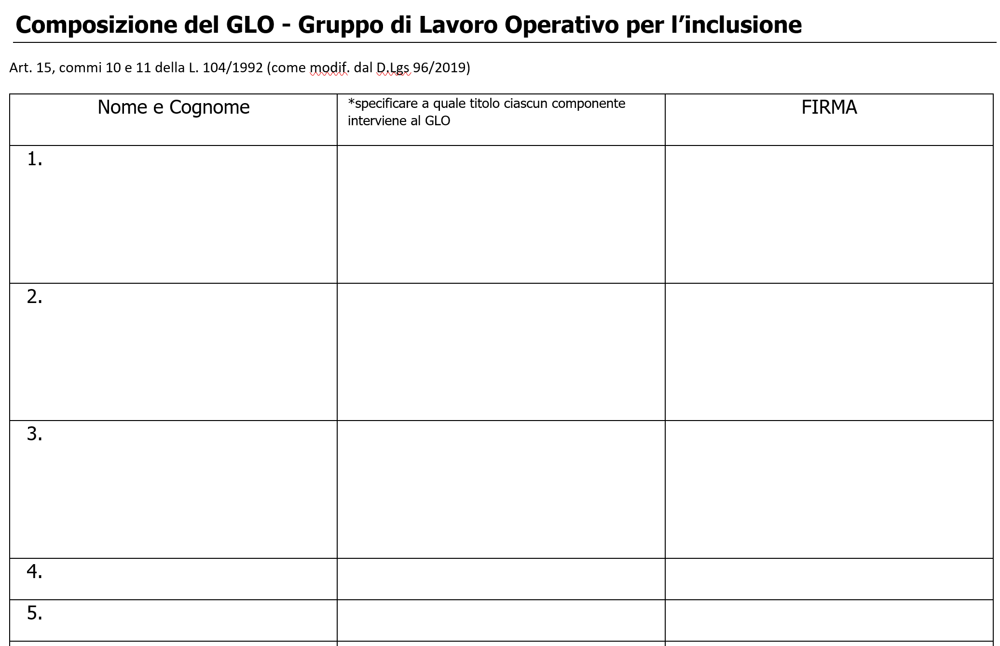 Composizione del GLO - Gruppo di Lavoro Operativo per l’inclusione
Art. 15, commi 10 e 11 della L. 104/1992 (come modif. dal D.Lgs 96/2019)
Nome e Cognome
*specificare a quale titolo ciascun componente
interviene al GLO
FIRMA
1.
2.
3.
4.
5.